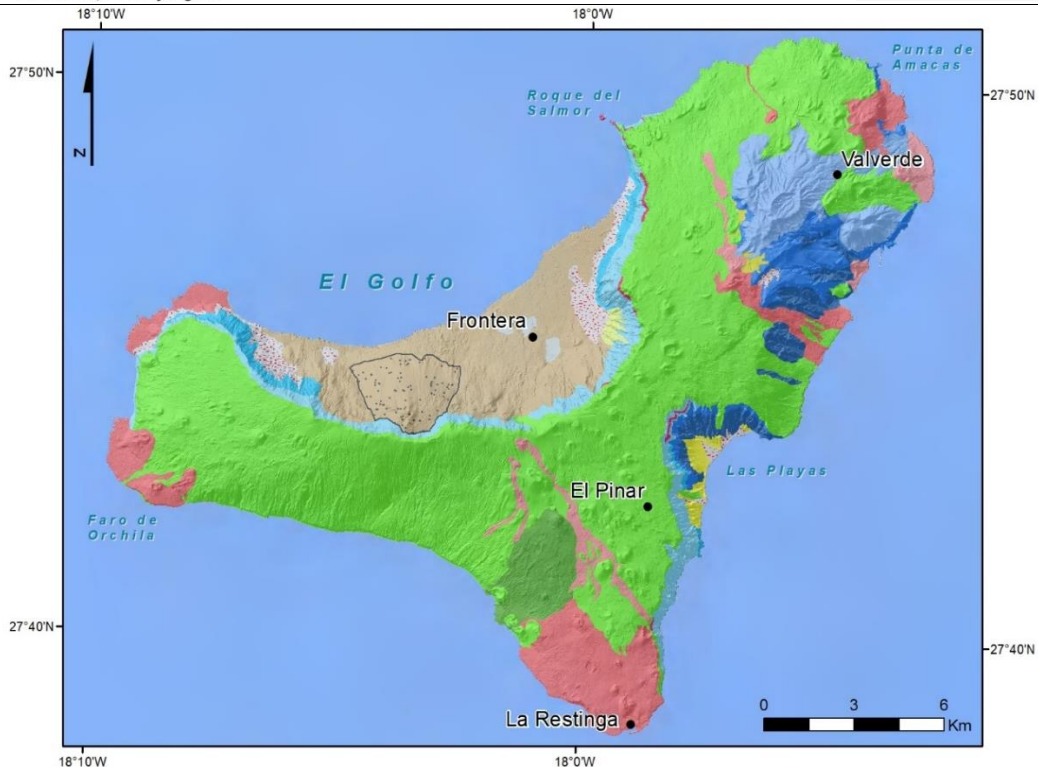 18°10'W
18°0'W
27°50'N
Punta de
Amacas
Roque del
Salmor
27°50'N
N
Valverde
El Golfo
Frontera
Las Playas
El Pinar
Faro de
Orchila
27°40'N
27°40'N
La Restinga
0 3 6
Km
18°10'W
18°0'W